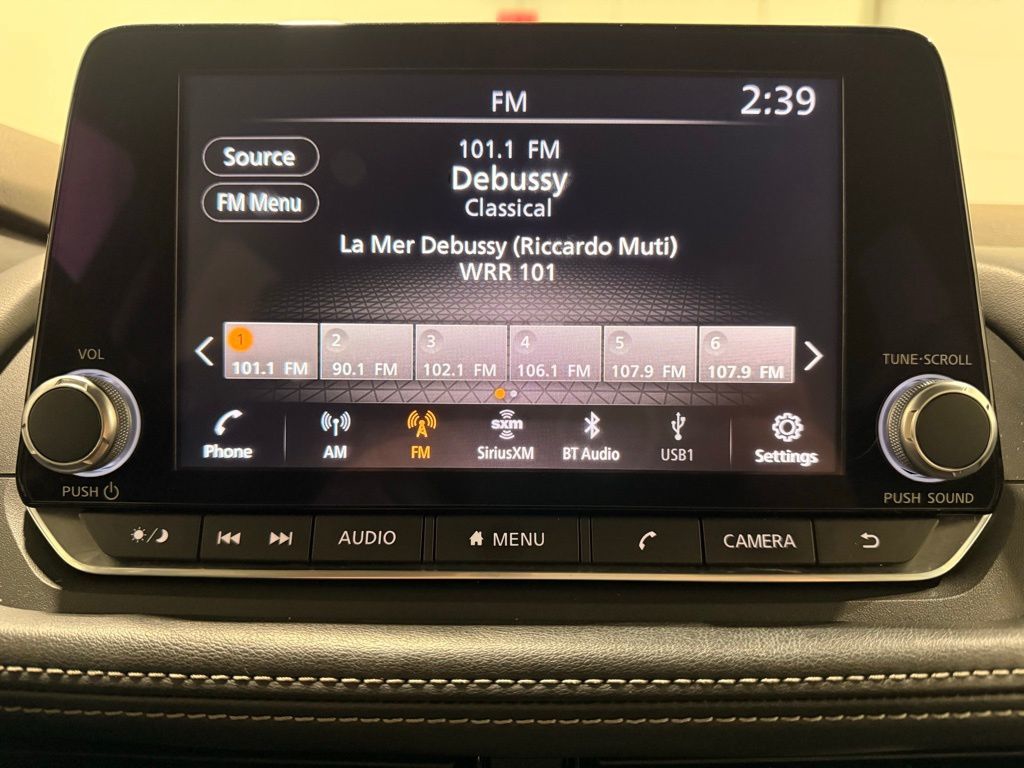 FM
2:39
Source
101.1 FM
FM Menu
Debussy
Classical
La Mer Debussy (Riccardo Muti)
WRR 101
1
2
3
4
5
6
101.1 FM
90.1 FM
102.1 FM
106.1 FM
107.9 FM
107.9 FM
VOL
TUNE·SCROLL
sxm
Phone
AM
FM
SiriusXM
BT Audio
USB1
Settings
PUSH
PUSH SOUND
AUDIO
MENU
CAMERA